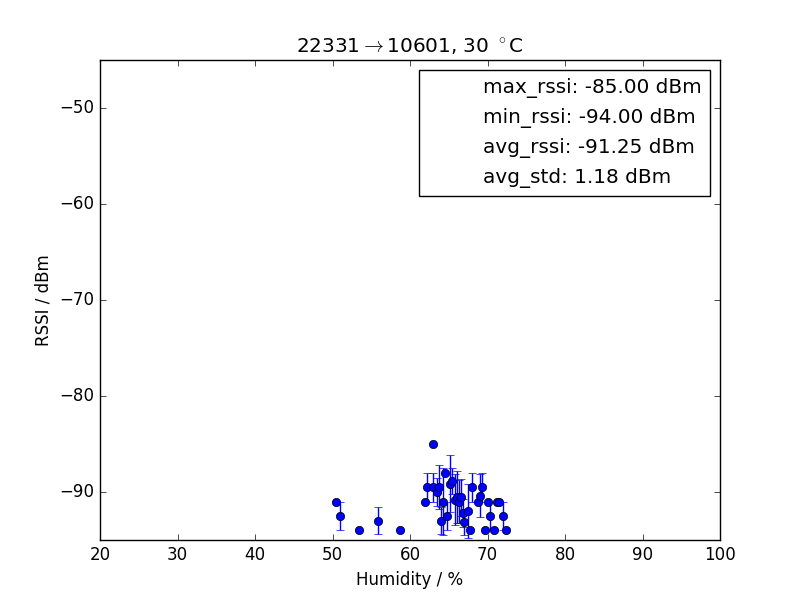 22331→10601, 30 °C
max_rssi: -85.00 dBm
min_rssi: -94.00 dBm
avg_rssi: -91.25 dBm
avg_std: 1.18 dBm
−50
−60
−70
−80
−90
RSSI / dBm
20 30 40 50 60 70 80 90 100
Humidity / %